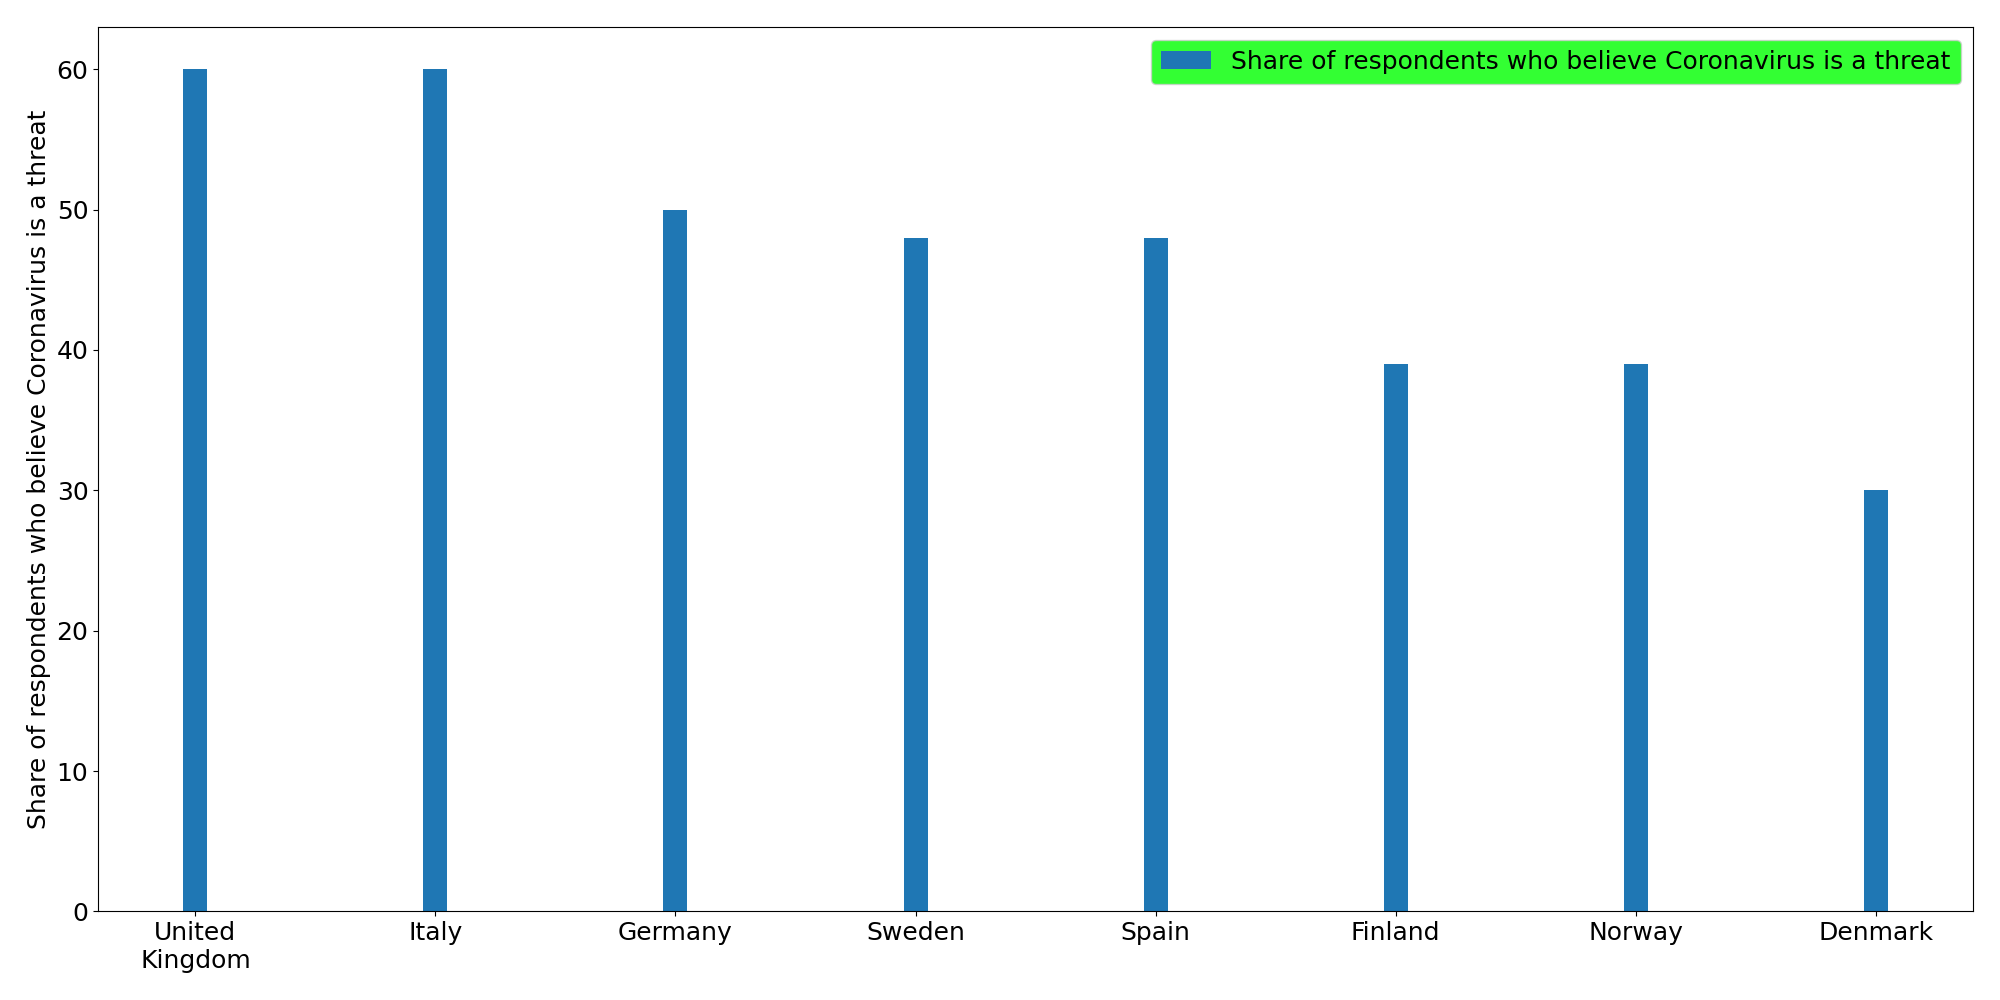 Share of respondents who believe Coronavirus is a threat
Share of respondents who believe Coronavirus is a threat
60
50
40
30
20
10
0
United
Kingdom
Italy
Germany
Sweden
Spain
Finland
Norway
Denmark